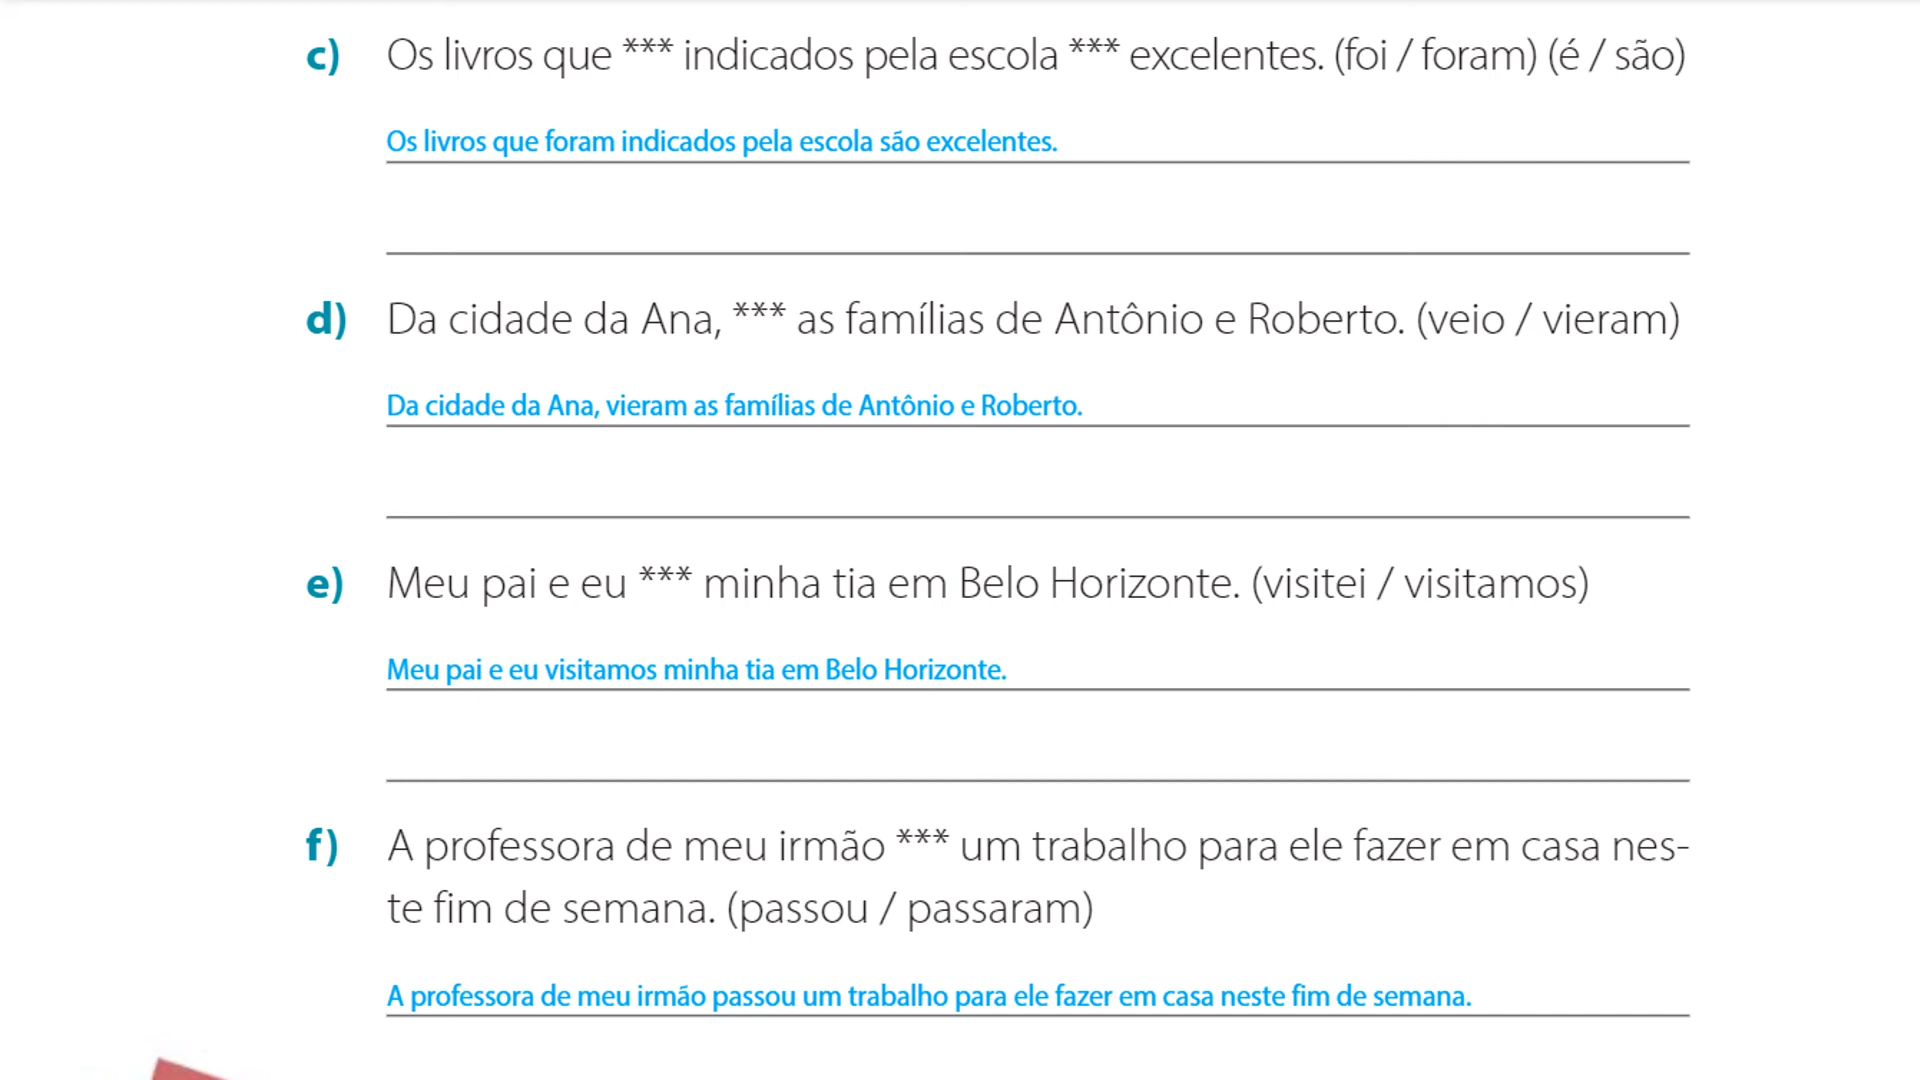 c) Os livros que *** indicados pela escola *** excelentes. (foi / foram) (é / são)
Os livros que foram indicados pela escola são excelentes.
d) Da cidade da Ana, *** as famílias de Antônio e Roberto. (veio / vieram)
Da cidade da Ana, vieram as famílias de Antônio e Roberto.
e) Meu pai e eu *** minha tia em Belo Horizonte. (visitei / visitamos)
Meu pai e eu visitamos minha tia em Belo Horizonte.
f) A professora de meu irmão *** um trabalho para ele fazer em casa nes-
te fim de semana. (passou / passaram)
A professora de meu irmão passou um trabalho para ele fazer em casa neste fim de semana.